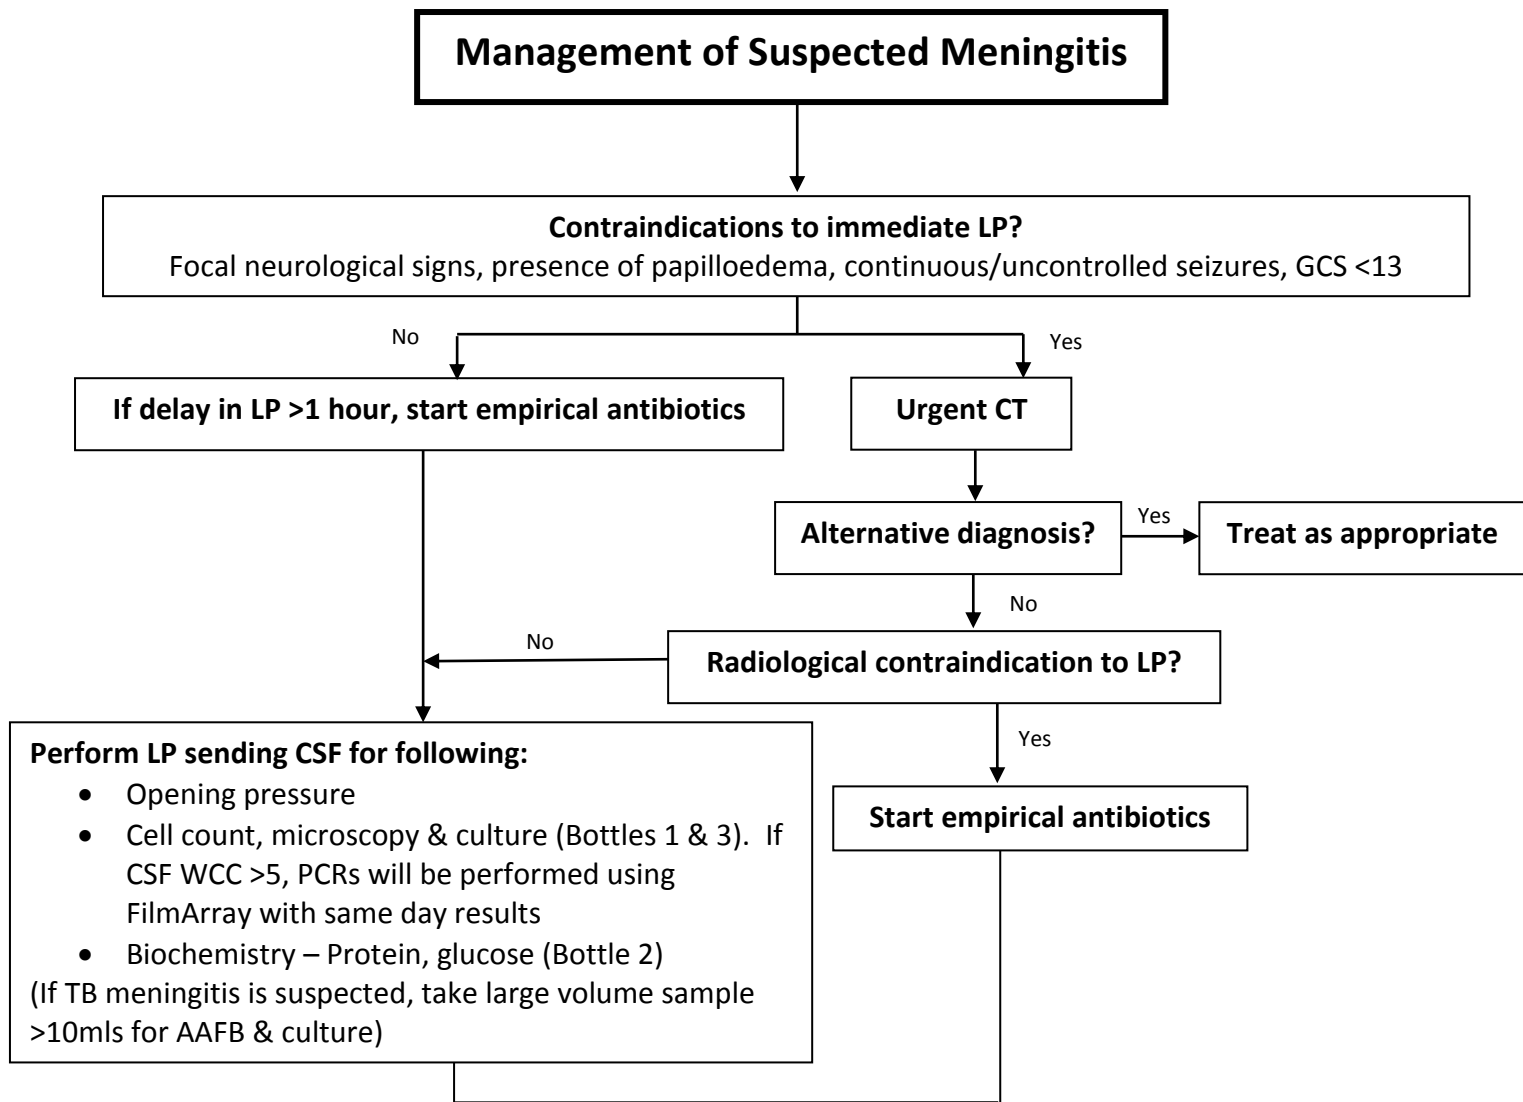 Management of Suspected Meningitis
Contraindications to immediate LP?
Focal neurological signs, presence of papilloedema, continuous/uncontrolled seizures, GCS <13
No
Yes
If delay in LP >1 hour, start empirical antibiotics
Urgent CT
Alternative diagnosis?
Yes
Treat as appropriate
No
No
Radiological contraindication to LP?
Yes
Perform LP sending CSF for following:
• Opening pressure
• Cell count, microscopy & culture (Bottles 1 & 3). If
CSF WCC >5, PCRs will be performed using
FilmArray with same day results
• Biochemistry – Protein, glucose (Bottle 2)
(If TB meningitis is suspected, take large volume sample
>10mls for AAFB & culture)
Start empirical antibiotics